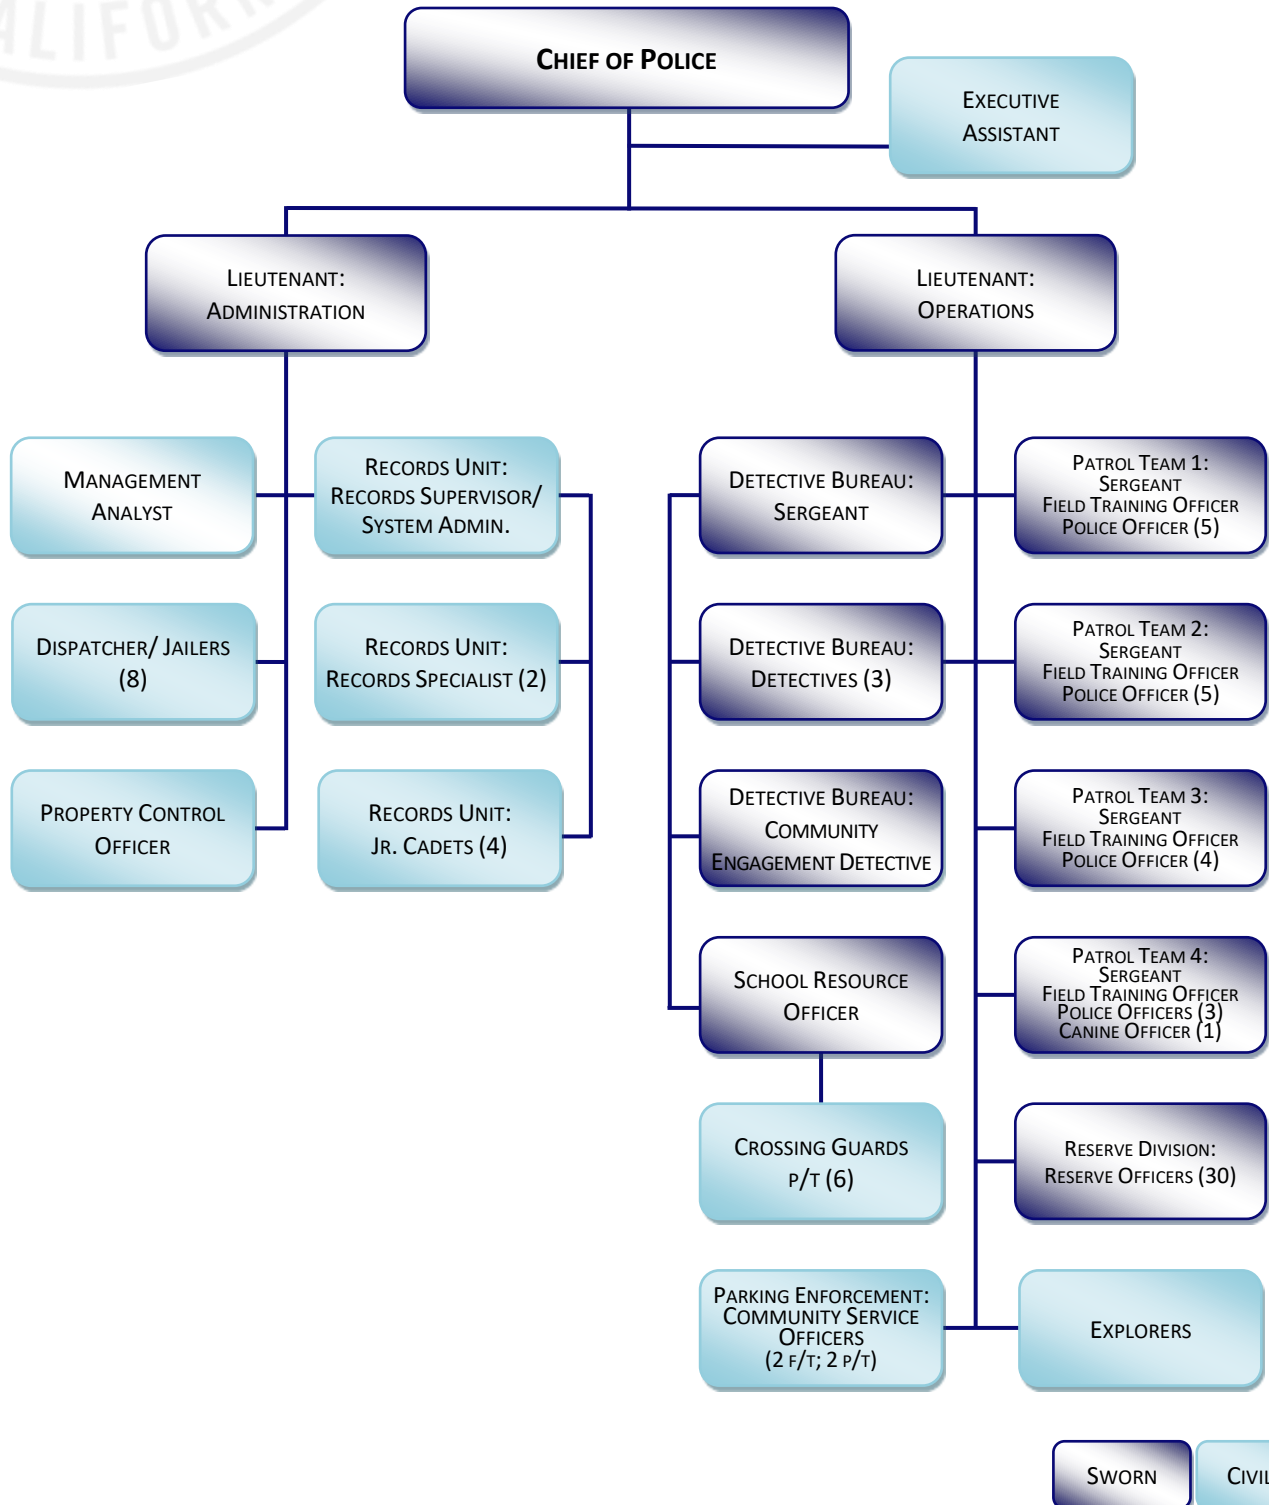 CHIEF OF POLICE
EXECUTIVE
ASSISTANT
LIEUTENANT:
ADMINISTRATION
LIEUTENANT:
OPERATIONS
MANAGEMENT
ANALYST
RECORDS UNIT:
RECORDS SUPERVISOR/
SYSTEM ADMIN.
DETECTIVE BUREAU:
SERGEANT
PATROL TEAM 1:
SERGEANT
FIELD TRAINING OFFICER
POLICE OFFICER (5)
DISPATCHER/ JAILERS
(8)
RECORDS UNIT:
RECORDS SPECIALIST (2)
DETECTIVE BUREAU:
DETECTIVES (3)
PATROL TEAM 2:
SERGEANT
FIELD TRAINING OFFICER
POLICE OFFICER (5)
PROPERTY CONTROL
OFFICER
RECORDS UNIT:
JR. CADETS (4)
DETECTIVE BUREAU:
COMMUNITY
ENGAGEMENT DETECTIVE
PATROL TEAM 3:
SERGEANT
FIELD TRAINING OFFICER
POLICE OFFICER (4)
SCHOOL RESOURCE
OFFICER
PATROL TEAM 4:
SERGEANT
FIELD TRAINING OFFICER
POLICE OFFICERS (3)
CANINE OFFICER (1)
CROSSING GUARDS
P/T (6)
RESERVE DIVISION:
RESERVE OFFICERS (30)
PARKING ENFORCEMENT:
COMMUNITY SERVICE
OFFICERS
(2 F/T; 2 P/T)
EXPLORERS
SWORN